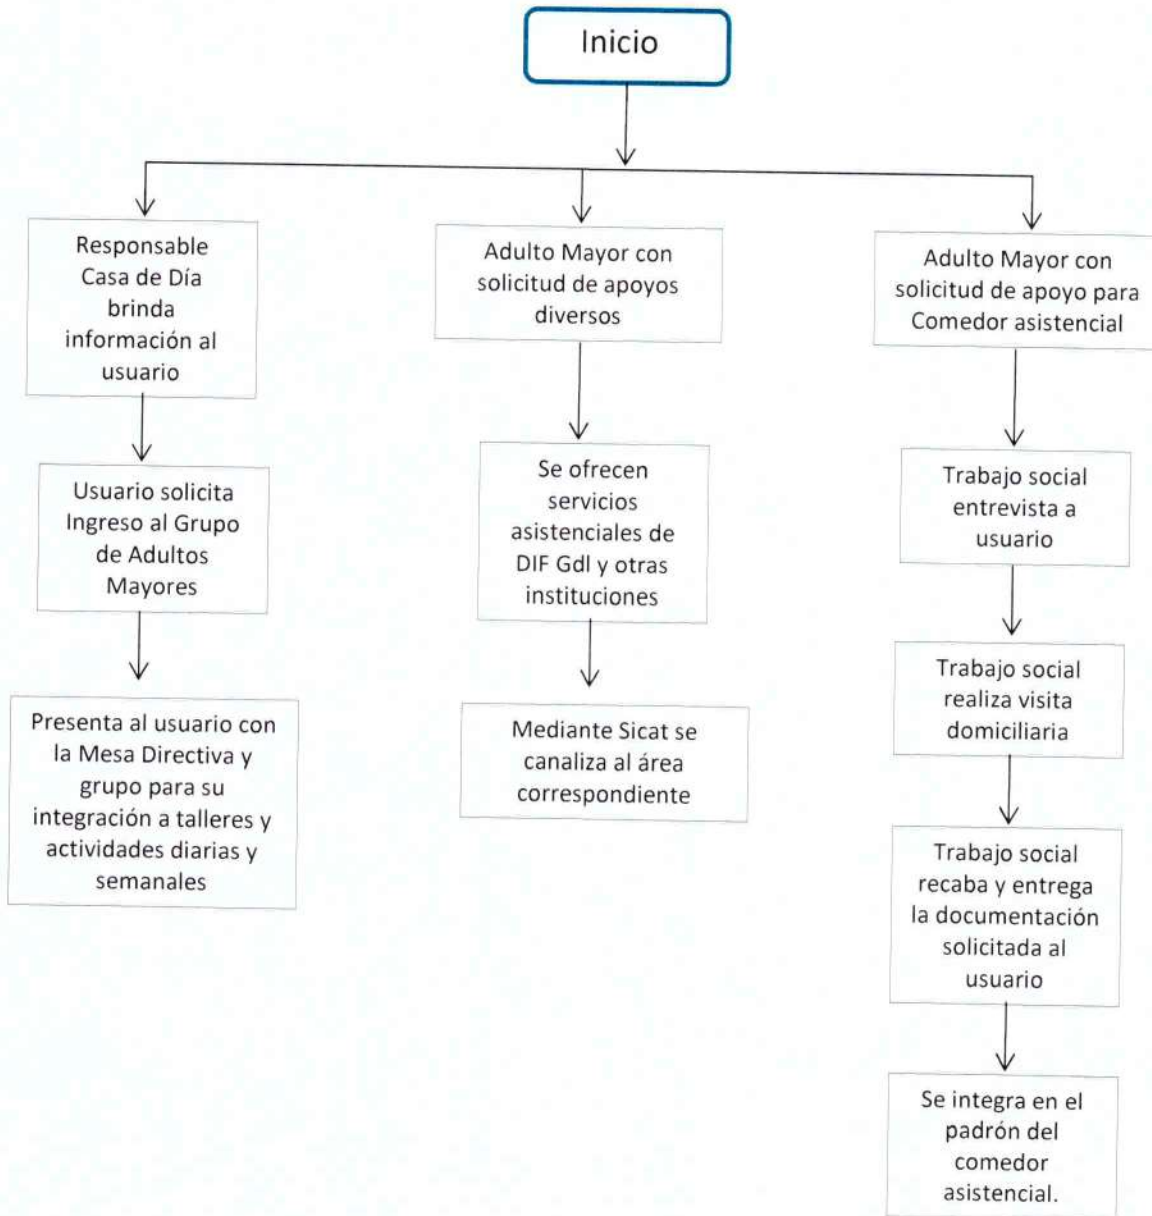 Inicio
Responsable
Casa de Día
brinda
información al
usuario
Usuario solicita
Ingreso al Grupo
de Adultos
Mayores
Presenta al usuario con
la Mesa Directiva y
grupo para su
integración a talleres y
actividades diarias y
semanales
Adulto Mayor con
solicitud de apoyos
diversos
Se ofrecen
servicios
asistenciales de
DIF Gdl y otras
instituciones
Mediante Sicat se
canaliza al área
correspondiente
Adulto Mayor con
solicitud de apoyo para
Comedor asistencial
Trabajo social
entrevista a
usuario
Trabajo social
realiza visita
domiciliaria
Trabajo social
recaba y entrega
la documentación
solicitada al
usuario
Se integra en el
padrón del
comedor
asistencial.